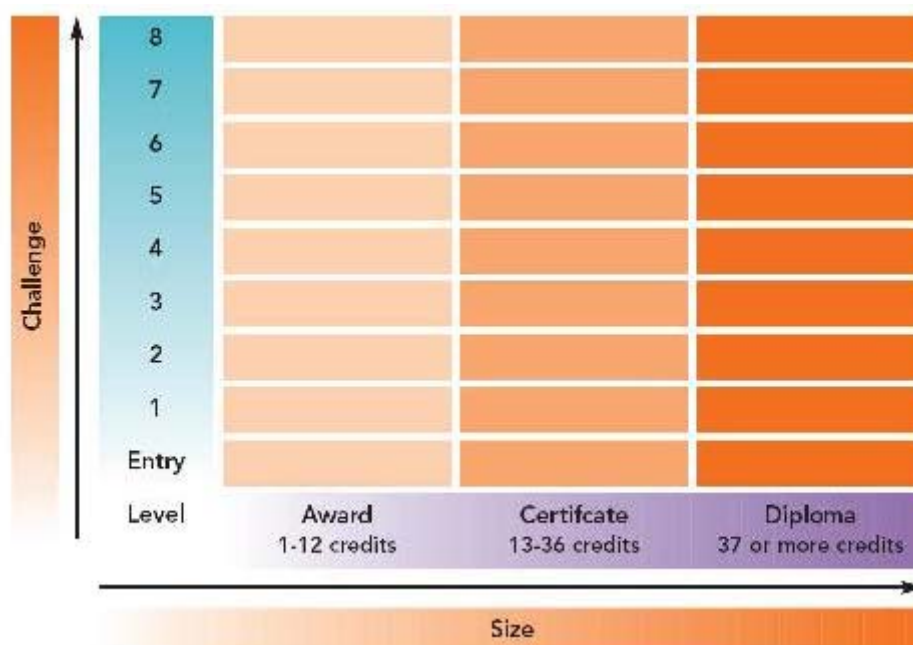 Challenge
8
7
6
5
4
3
2
1
Entry
Level
Award
1-12 credits
Certifcate
13-36 credits
Diploma
37 or more credits
Size